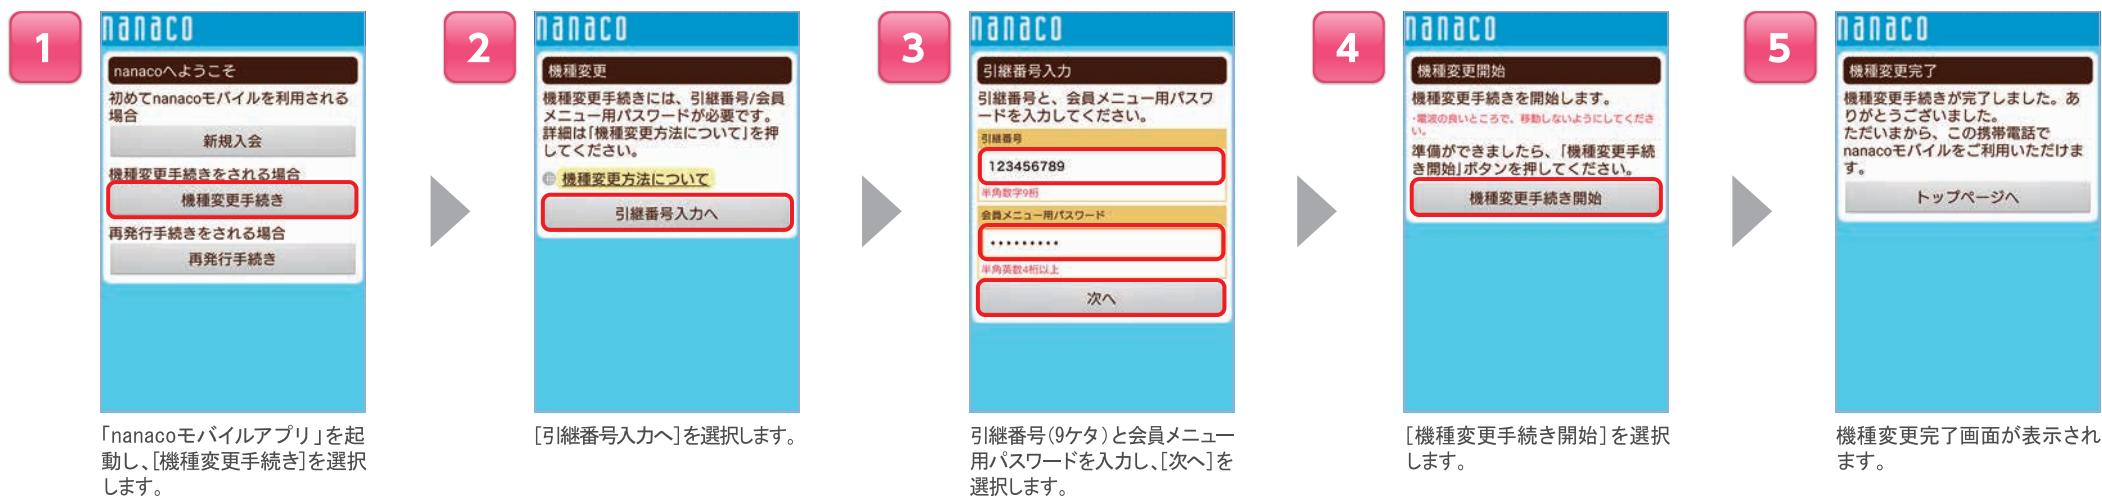 1
nanaco
nanacoへようこそ
初めてnanacoモバイルを利用される
場合
新規入会
機種変更手続きをされる場合
機種変更手続き
再発行手続きをされる場合
再発行手続き
「nanacoモバイルアプリ」を起
動し、[機種変更手続き]を選択
します。
2
nanaco
機種変更
機種変更手続きには、引継番号/会員
メニュー用パスワードが必要です。
詳細は「機種変更方法について」を押
してください。
機種変更方法について
引継番号入力へ
[引継番号入力へ]を選択します。
3
nanaco
引継番号入力
引継番号と、会員メニュー用パスワ
ードを入力してください。
引継番号
123456789
半角数字9桁
会員メニュー用パスワード
•••••••••
半角英数4桁以上
次へ
引継番号(9ケタ)と会員メニュー
用パスワードを入力し、[次へ]を
選択します。
4
nanaco
機種変更開始
機種変更手続きを開始します。
・電波の良いところで、移動しないようにしてくださ
い。
準備ができましたら、「機種変更手続
き開始」ボタンを押してください。
機種変更手続き開始
[機種変更手続き開始]を選択
します。
5
nanaco
機種変更完了
機種変更手続きが完了しました。あ
りがとうございました。
ただいまから、この携帯電話で
nanacoモバイルをご利用いただけま
す。
トップページへ
機種変更完了画面が表示され
ます。